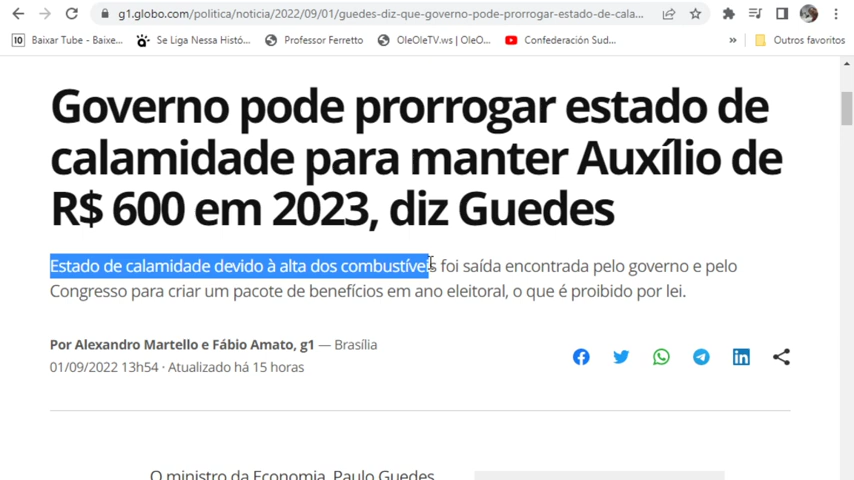 g1.globo.com/politica/noticia/2022/09/01/guedes-diz-que-governo-pode-prorrogar-estado-de-cala...
Baixar Tube - Baixe... Se Liga Nessa Histó... Professor Ferretto OleOleTV.ws | OleO... Confederación Sud... » Outros favoritos
Governo pode prorrogar estado de
calamidade para manter Auxílio de
R$ 600 em 2023, diz Guedes
Estado de calamidade devido à alta dos combustíveis foi saída encontrada pelo governo e pelo
Congresso para criar um pacote de benefícios em ano eleitoral, o que é proibido por lei.
Por Alexandro Martello e Fábio Amato, g1 — Brasília
01/09/2022 13h54 · Atualizado há 15 horas
O ministro da Economia, Paulo Guedes